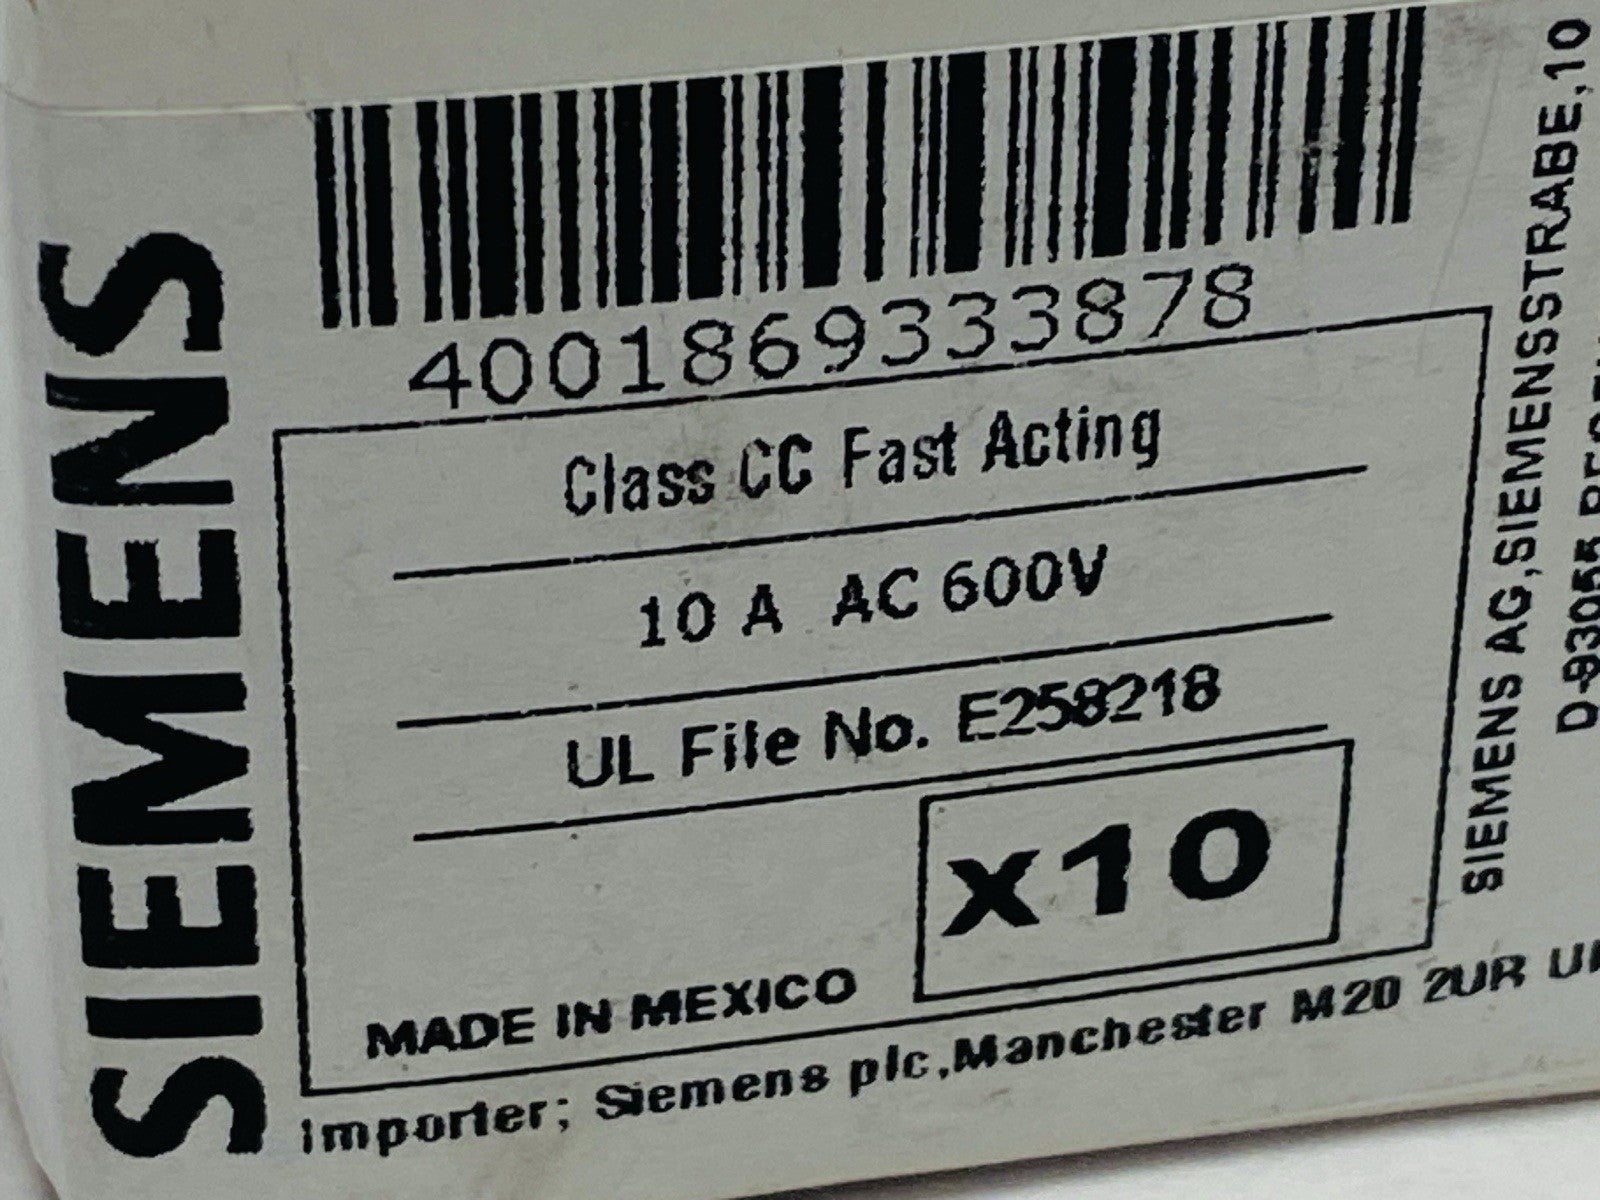 SIEMENS
4001869333878
Class CC Fast Acting
10 A AC 600V
UL File No. E258218
x10
MADE IN MEXICO
Importer; Siemens plc,Manchester M20 2UR
SIEMENS AG,SIEMENSSTRABE,10
D-93055